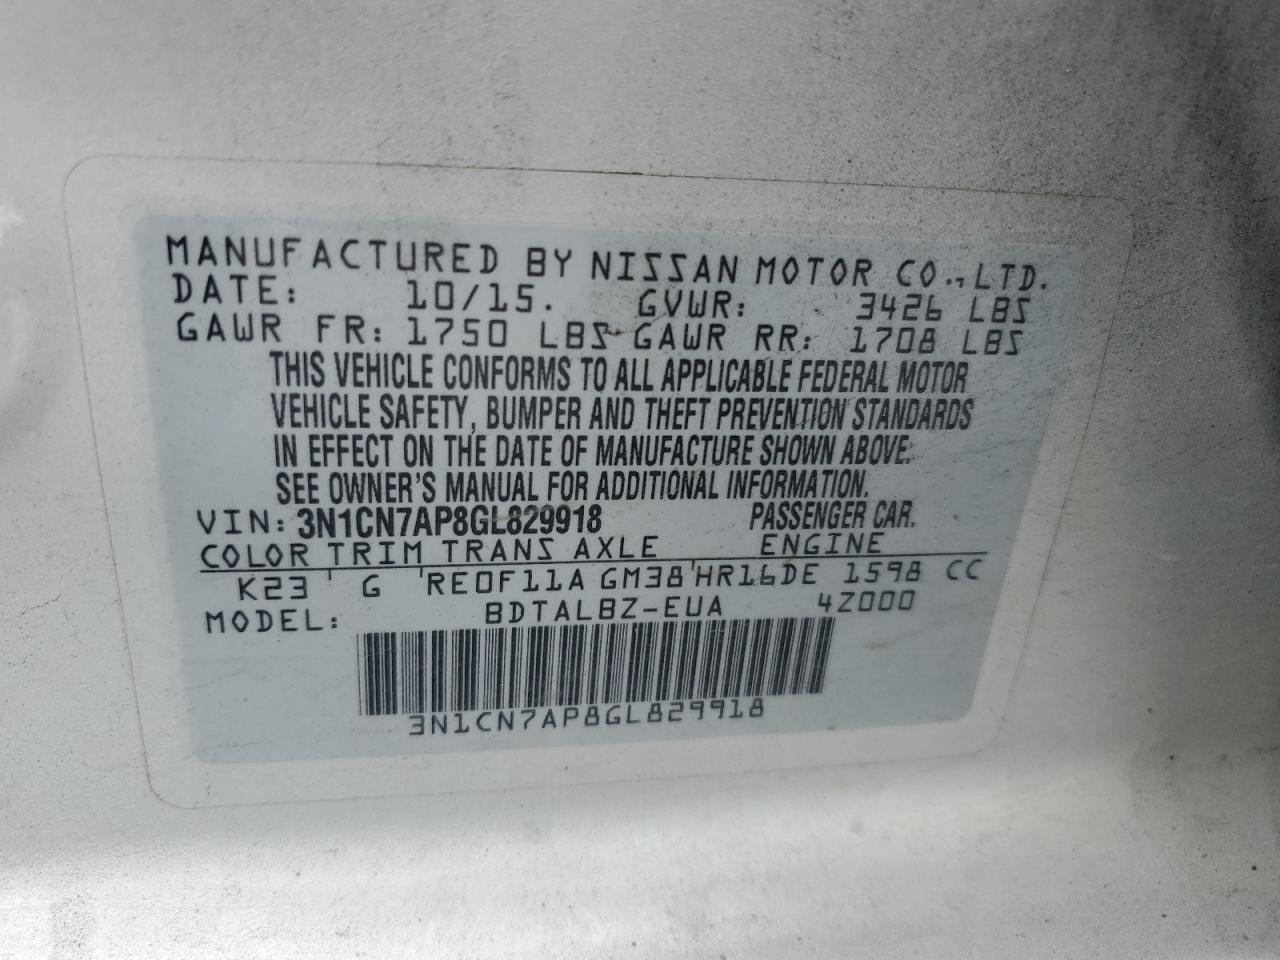 MANUFACTURED BY NISSAN MOTOR CO., LTD.
DATE: 10/15. GVWR: 3426 LBS
GAWR FR: 1750 LBS GAWR RR: 1708 LBS
THIS VEHICLE CONFORMS TO ALL APPLICABLE FEDERAL MOTOR
VEHICLE SAFETY, BUMPER AND THEFT PREVENTION STANDARDS
IN EFFECT ON THE DATE OF MANUFACTURE SHOWN ABOVE.
SEE OWNER'S MANUAL FOR ADDITIONAL INFORMATION.
VIN: 3N1CN7AP8GL829918 PASSENGER CAR.
COLOR TRIM TRANS AXLE ENGINE
K23 G RE0F11A GM38 HR16DE 1598 CC
MODEL: BDTALBZ-EUA 4Z000
3N1CN7AP8GL829918